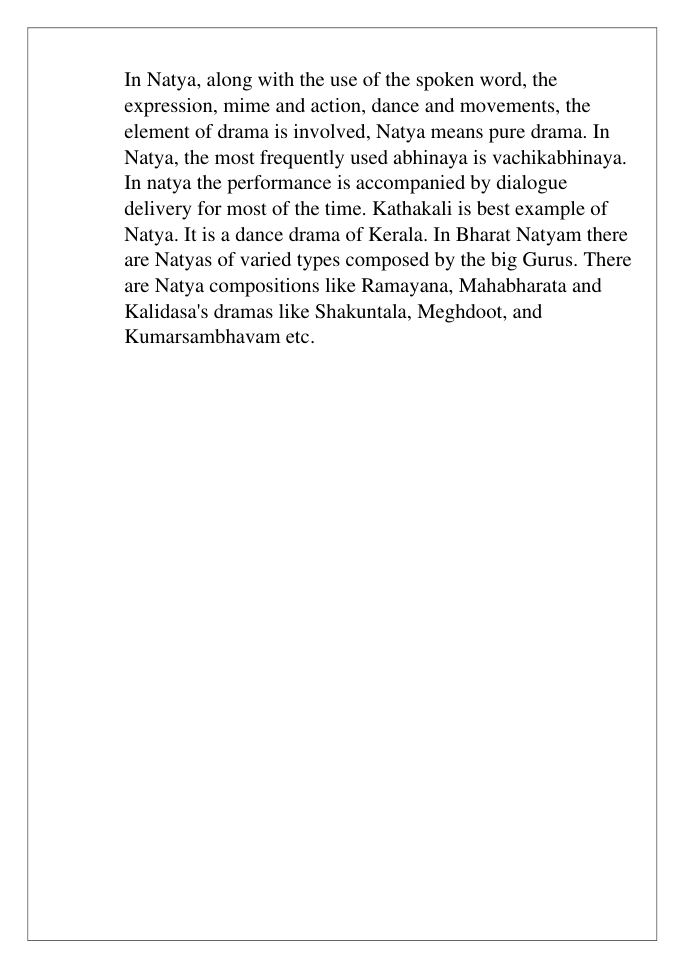 In Natya, along with the use of the spoken word, the
expression, mime and action, dance and movements, the
element of drama is involved, Natya means pure drama. In
Natya, the most frequently used abhinaya is vachikabhinaya.
In natya the performance is accompanied by dialogue
delivery for most of the time. Kathakali is best example of
Natya. It is a dance drama of Kerala. In Bharat Natyam there
are Natyas of varied types composed by the big Gurus. There
are Natya compositions like Ramayana, Mahabharata and
Kalidasa's dramas like Shakuntala, Meghdoot, and
Kumarsambhavam etc.